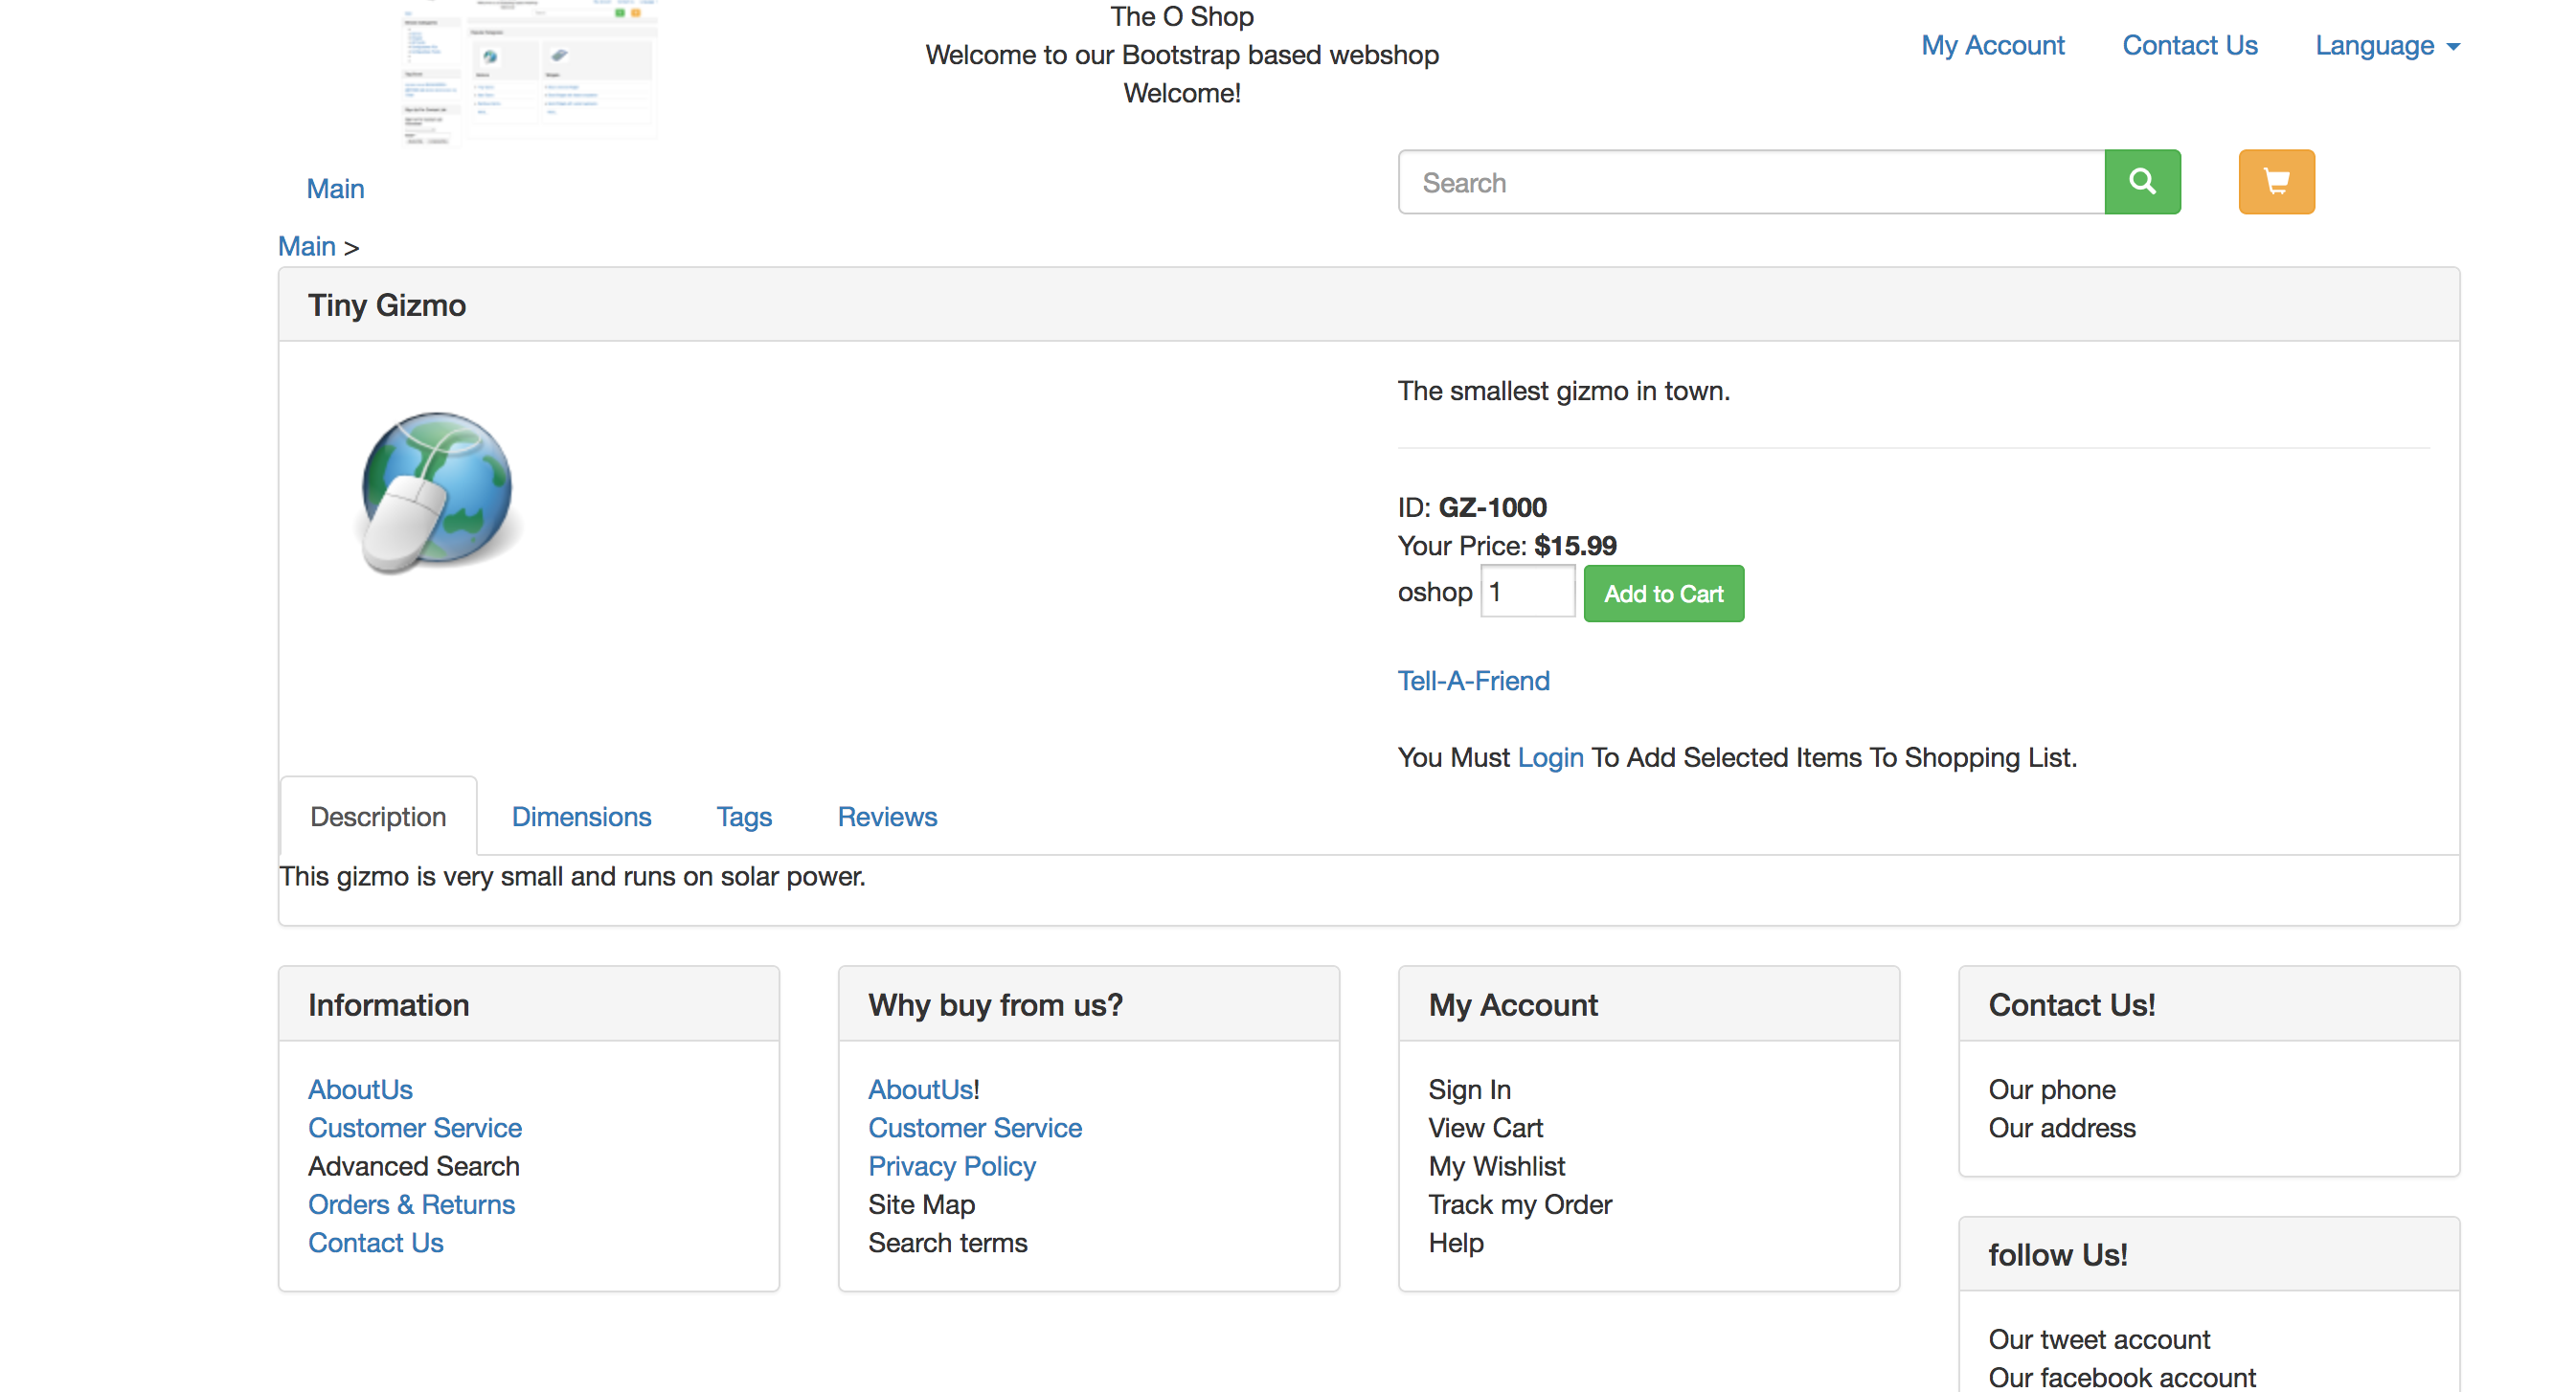 The O Shop
Welcome to our Bootstrap based webshop
Welcome!
My Account
Contact Us
Language
Main
Search
Main >
Tiny Gizmo
The smallest gizmo in town.
ID: GZ-1000
Your Price: $15.99
oshop 1 Add to Cart
Tell-A-Friend
You Must Login To Add Selected Items To Shopping List.
Description
Dimensions
Tags
Reviews
This gizmo is very small and runs on solar power.
Information
AboutUs
Customer Service
Advanced Search
Orders & Returns
Contact Us
Why buy from us?
AboutUs!
Customer Service
Privacy Policy
Site Map
Search terms
My Account
Sign In
View Cart
My Wishlist
Track my Order
Help
Contact Us!
Our phone
Our address
follow Us!
Our tweet account
Our facebook account